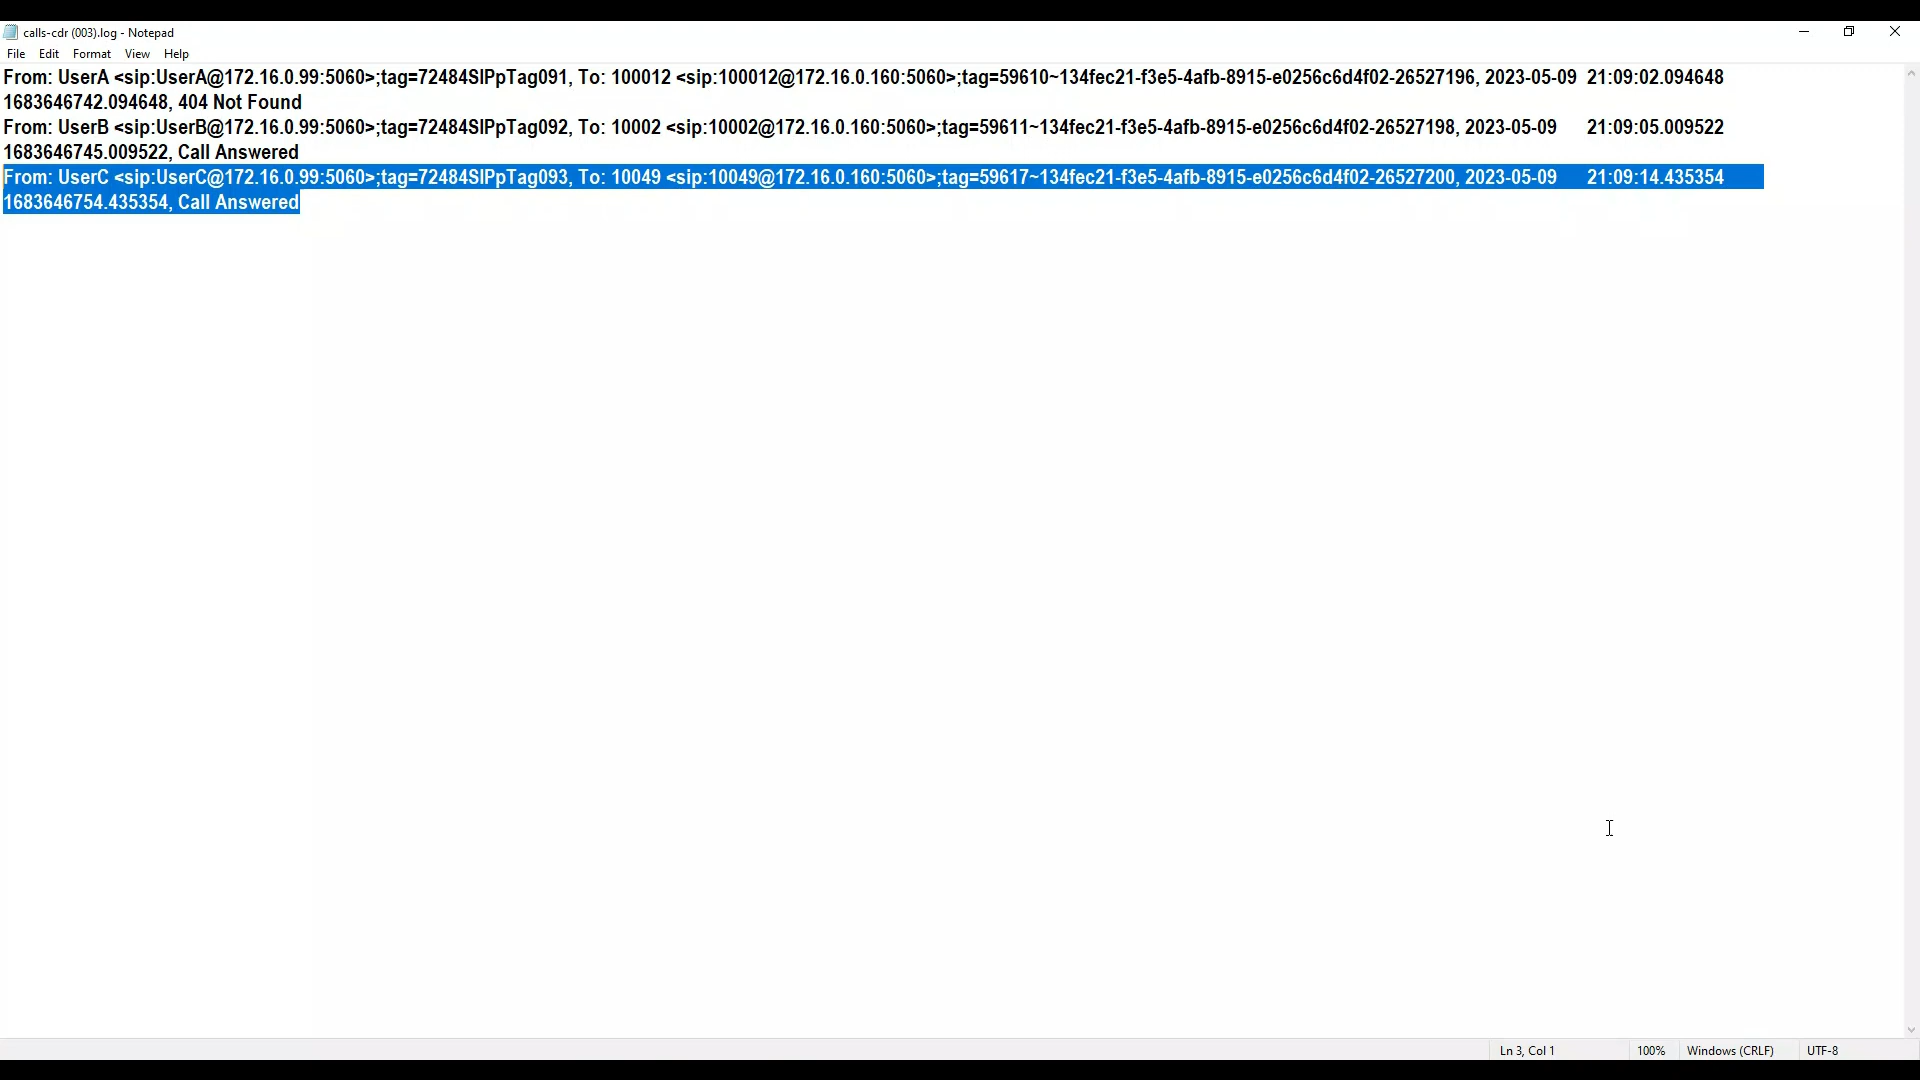 calls-cdr (003).log - Notepad
File Edit Format View Help
From: UserA <sip:UserA@172.16.0.99:5060>;tag=72484SIPpTag091, To: 100012 <sip:100012@172.16.0.160:5060>;tag=59610~134fec21-f3e5-4afb-8915-e0256c6d4f02-26527196, 2023-05-09 21:09:02.094648
1683646742.094648, 404 Not Found
From: UserB <sip:UserB@172.16.0.99:5060>;tag=72484SIPpTag092, To: 10002 <sip:10002@172.16.0.160:5060>;tag=59611~134fec21-f3e5-4afb-8915-e0256c6d4f02-26527198, 2023-05-09 21:09:05.009522
1683646745.009522, Call Answered
From: UserC <sip:UserC@172.16.0.99:5060>;tag=72484SIPpTag093, To: 10049 <sip:10049@172.16.0.160:5060>;tag=59617~134fec21-f3e5-4afb-8915-e0256c6d4f02-26527200, 2023-05-09 21:09:14.435354
1683646754.435354, Call Answered
Ln 3, Col 1 100% Windows (CRLF) UTF-8